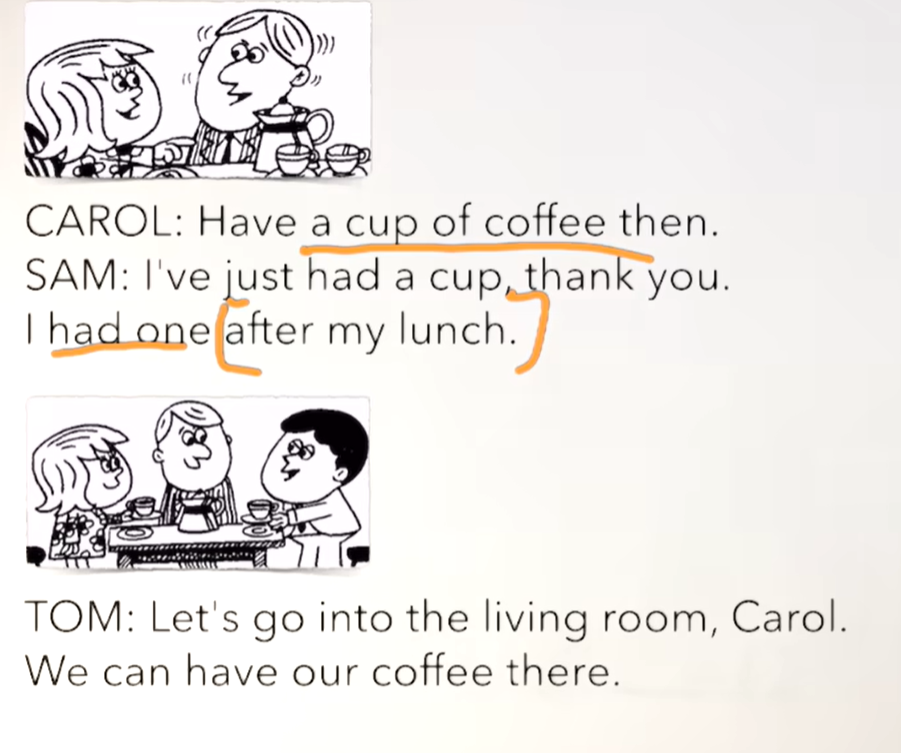 CAROL: Have a cup of coffee then.
SAM: I've just had a cup, thank you.
I had one after my lunch.
TOM: Let's go into the living room, Carol.
We can have our coffee there.